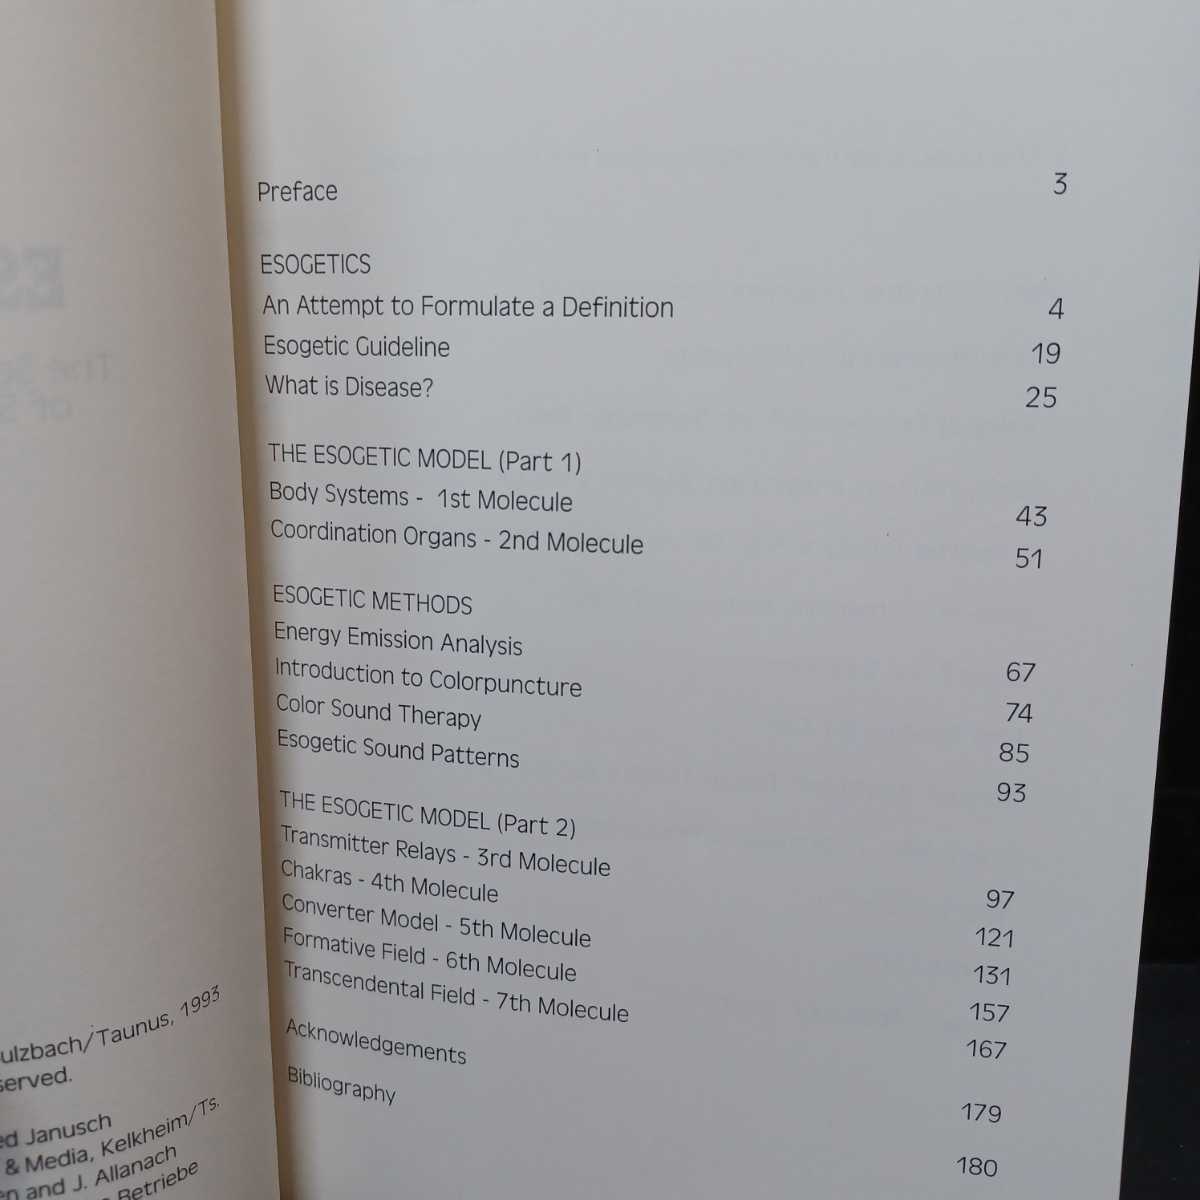 ulzbach/Taunus, 1993
served.
ed Janusch
& Media, Kelkheim/Ts.
en and J. Allanach
Betriebe
Preface 3
ESOGETICS
An Attempt to Formulate a Definition 4
Esogetic Guideline 19
What is Disease? 25
THE ESOGETIC MODEL (Part 1)
Body Systems - 1st Molecule 43
Coordination Organs - 2nd Molecule 51
ESOGETIC METHODS
Energy Emission Analysis 67
Introduction to Colorpuncture 74
Color Sound Therapy 85
Esogetic Sound Patterns 93
THE ESOGETIC MODEL (Part 2)
Transmitter Relays - 3rd Molecule 97
Chakras - 4th Molecule 121
Converter Model - 5th Molecule 131
Formative Field - 6th Molecule 157
Transcendental Field - 7th Molecule 167
Acknowledgements 179
Bibliography 180